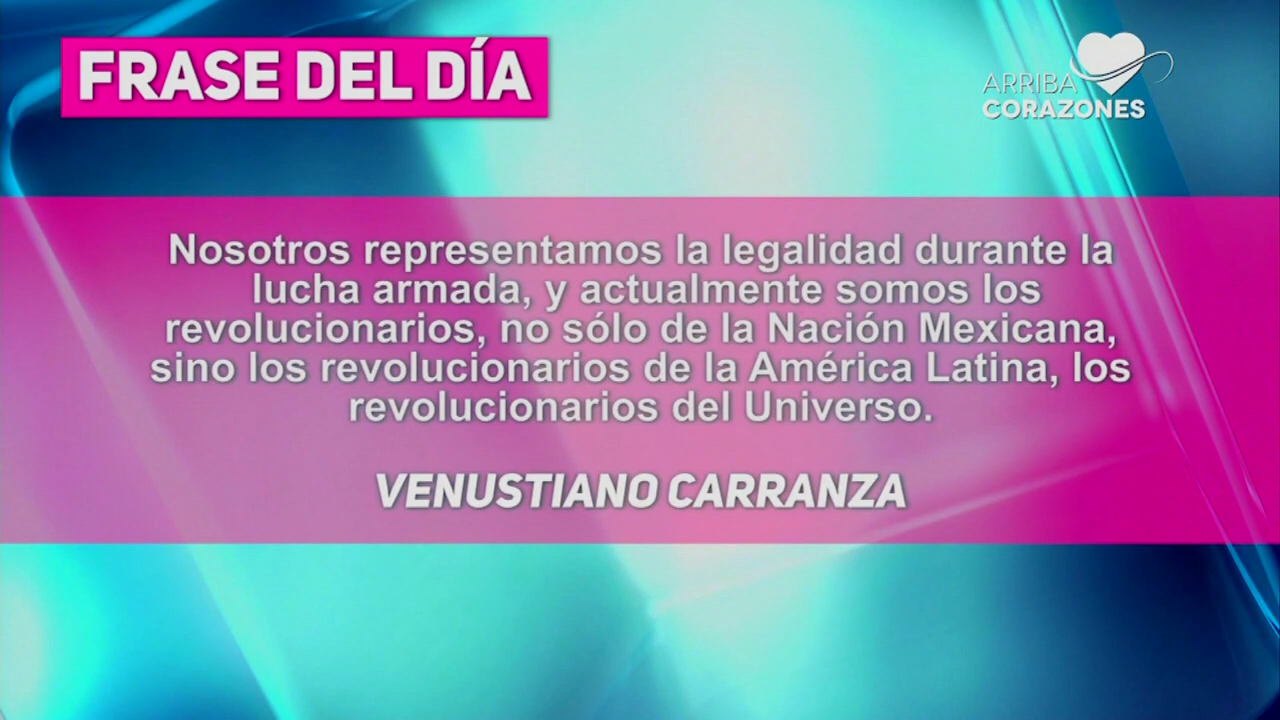 FRASE DEL DÍA
ARRIBA
CORAZONES
Nosotros representamos la legalidad durante la
lucha armada, y actualmente somos los
revolucionarios, no sólo de la Nación Mexicana,
sino los revolucionarios de la América Latina, los
revolucionarios del Universo.
VENUSTIANO CARRANZA